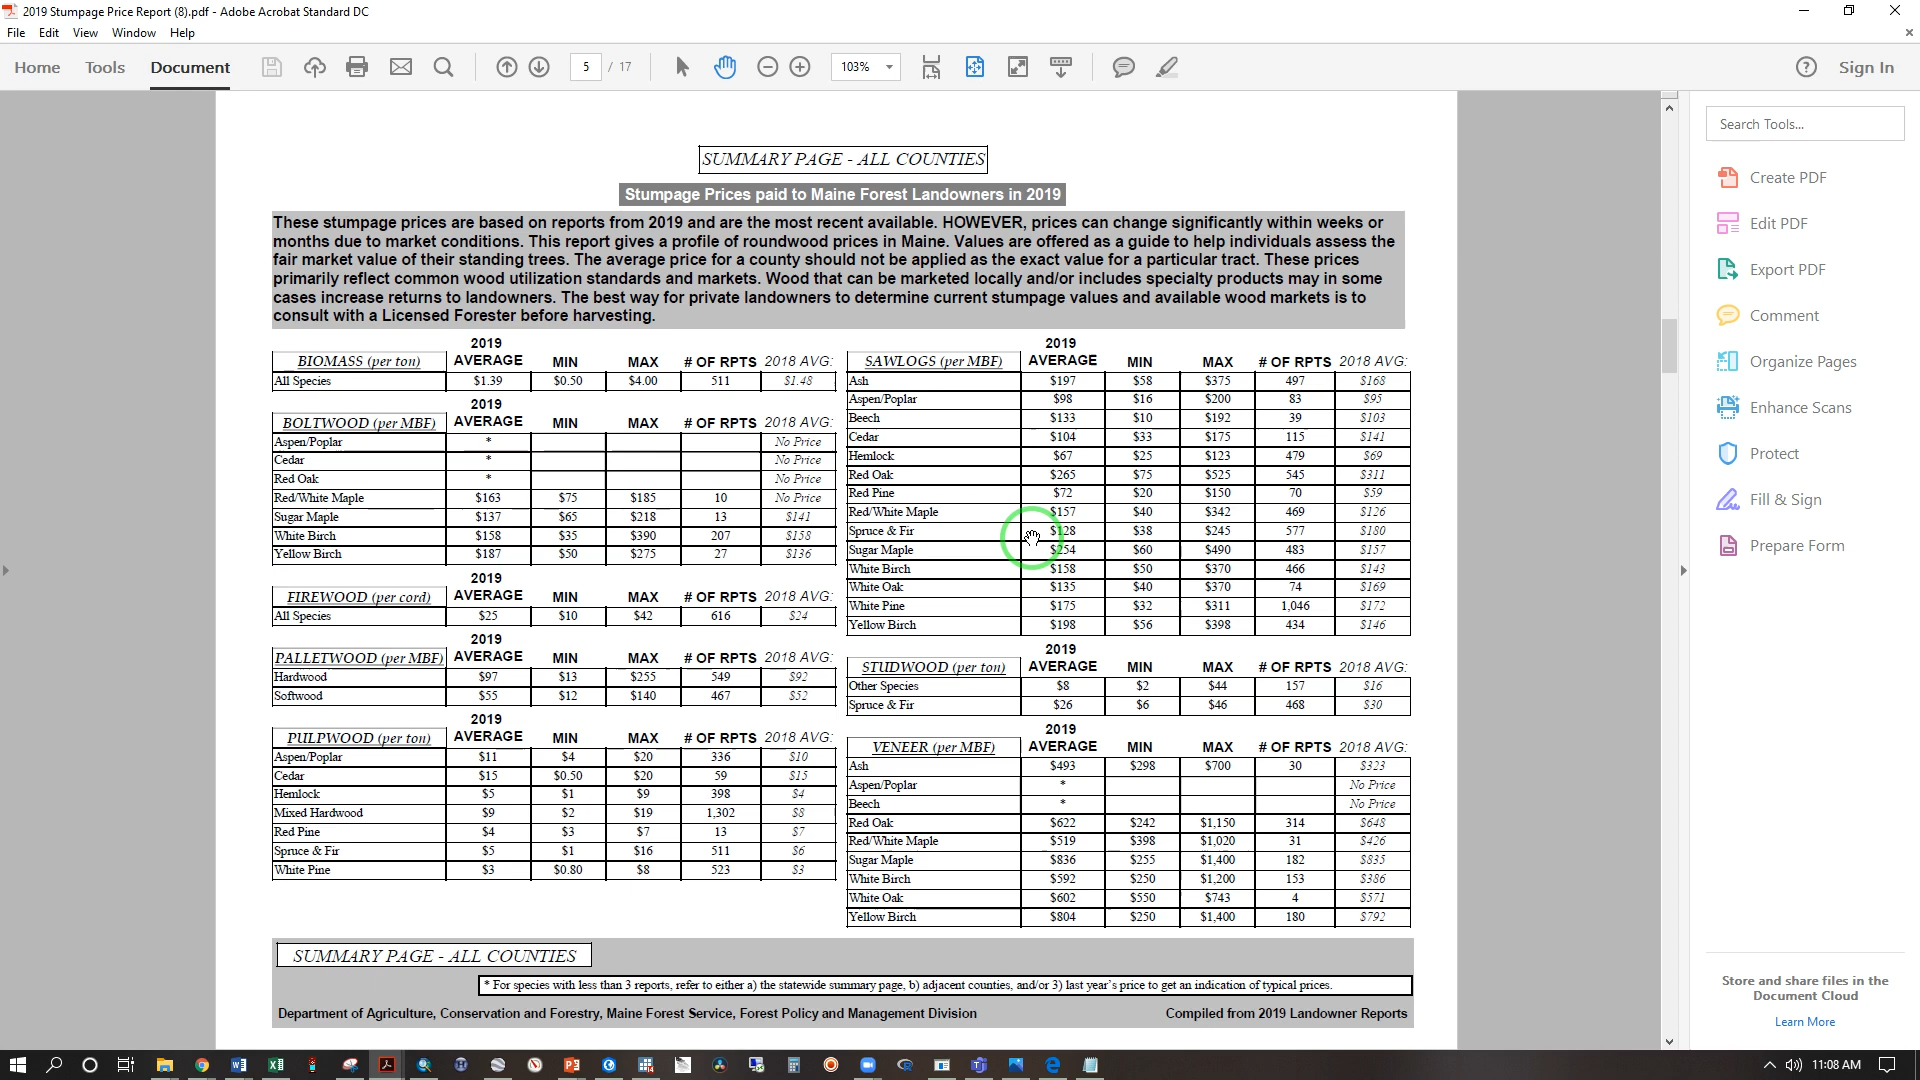 2019 Stumpage Price Report (8).pdf - Adobe Acrobat Standard DC
File Edit View Window Help
Home Tools Document 5 / 17 103% Sign In
Search Tools...
Create PDF
Edit PDF
Export PDF
Comment
Organize Pages
Enhance Scans
Protect
Fill & Sign
Prepare Form
Store and share files in the
Document Cloud
Learn More
SUMMARY PAGE - ALL COUNTIES
Stumpage Prices paid to Maine Forest Landowners in 2019
These stumpage prices are based on reports from 2019 and are the most recent available. HOWEVER, prices can change significantly within weeks or
months due to market conditions. This report gives a profile of roundwood prices in Maine. Values are offered as a guide to help individuals assess the
fair market value of their standing trees. The average price for a county should not be applied as the exact value for a particular tract. These prices
primarily reflect common wood utilization standards and markets. Wood that can be marketed locally and/or includes specialty products may in some
cases increase returns to landowners. The best way for private landowners to determine current stumpage values and available wood markets is to
consult with a Licensed Forester before harvesting.
2019
BIOMASS (per ton) AVERAGE MIN MAX # OF RPTS 2018 AVG:
All Species $1.39 $0.50 $4.00 511 $1.48
2019
BOLTWOOD (per MBF) AVERAGE MIN MAX # OF RPTS 2018 AVG:
Aspen/Poplar * No Price
Cedar * No Price
Red Oak * No Price
Red/White Maple $163 $75 $185 10 No Price
Sugar Maple $137 $65 $218 13 $141
White Birch $158 $35 $390 207 $158
Yellow Birch $187 $50 $275 27 $136
2019
FIREWOOD (per cord) AVERAGE MIN MAX # OF RPTS 2018 AVG:
All Species $25 $10 $42 616 $24
2019
PALLETWOOD (per MBF) AVERAGE MIN MAX # OF RPTS 2018 AVG:
Hardwood $97 $13 $255 549 $92
Softwood $55 $12 $140 467 $52
2019
PULPWOOD (per ton) AVERAGE MIN MAX # OF RPTS 2018 AVG:
Aspen/Poplar $11 $4 $20 336 $10
Cedar $15 $0.50 $20 59 $15
Hemlock $5 $1 $9 398 $4
Mixed Hardwood $9 $2 $19 1,302 $8
Red Pine $4 $3 $7 13 $7
Spruce & Fir $5 $1 $16 511 $6
White Pine $3 $0.80 $8 523 $3
2019
SAWLOGS (per MBF) AVERAGE MIN MAX # OF RPTS 2018 AVG:
Ash $197 $58 $375 497 $168
Aspen/Poplar $98 $16 $200 83 $95
Beech $133 $10 $192 39 $103
Cedar $104 $33 $175 115 $141
Hemlock $67 $25 $123 479 $69
Red Oak $265 $75 $525 545 $311
Red Pine $72 $20 $150 70 $59
Red/White Maple $157 $40 $342 469 $126
Spruce & Fir $128 $38 $245 577 $180
Sugar Maple $254 $60 $490 483 $157
White Birch $158 $50 $370 466 $143
White Oak $135 $40 $370 74 $169
White Pine $175 $32 $311 1,046 $172
Yellow Birch $198 $56 $398 434 $146
2019
STUDWOOD (per ton) AVERAGE MIN MAX # OF RPTS 2018 AVG:
Other Species $8 $2 $44 157 $16
Spruce & Fir $26 $6 $46 468 $30
2019
VENEER (per MBF) AVERAGE MIN MAX # OF RPTS 2018 AVG:
Ash $493 $298 $700 30 $323
Aspen/Poplar * No Price
Beech * No Price
Red Oak $622 $242 $1,150 314 $648
Red/White Maple $519 $398 $1,020 31 $426
Sugar Maple $836 $255 $1,400 182 $835
White Birch $592 $250 $1,200 153 $386
White Oak $602 $550 $743 4 $571
Yellow Birch $804 $250 $1,400 180 $792
SUMMARY PAGE - ALL COUNTIES
* For species with less than 3 reports, refer to either a) the statewide summary page, b) adjacent counties, and/or 3) last year's price to get an indication of typical prices.
Department of Agriculture, Conservation and Forestry, Maine Forest Service, Forest Policy and Management Division Compiled from 2019 Landowner Reports
11:08 AM